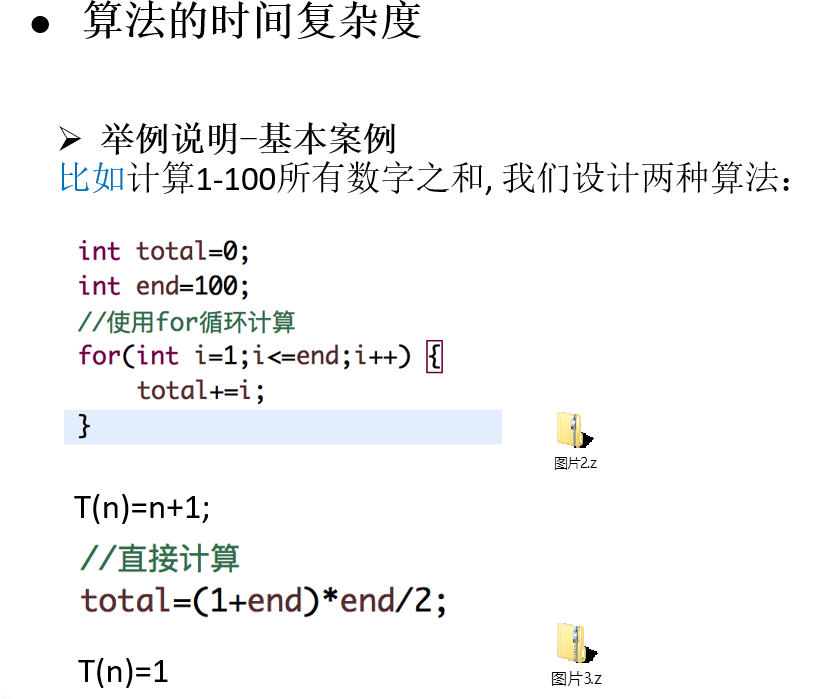 ● 算法的时间复杂度
➢ 举例说明-基本案例
比如计算1-100所有数字之和, 我们设计两种算法：
int total=0;
int end=100;
//使用for循环计算
for(int i=1;i<=end;i++) {
    total+=i;
}
图片2.z
T(n)=n+1;
//直接计算
total=(1+end)*end/2;
T(n)=1
图片3.z